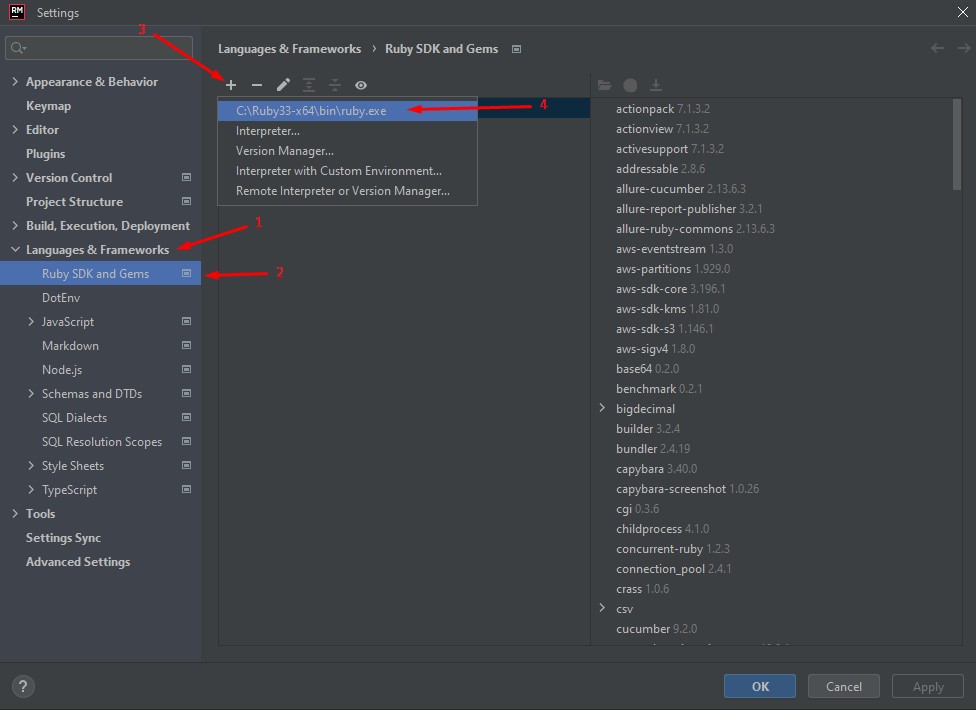 RM
Settings
3
Languages & Frameworks › Ruby SDK and Gems
Appearance & Behavior
Keymap
Editor
Plugins
Version Control
Project Structure
Build, Execution, Deployment
Languages & Frameworks
1
Ruby SDK and Gems
2
DotEnv
JavaScript
Markdown
Node.js
Schemas and DTDs
SQL Dialects
SQL Resolution Scopes
Style Sheets
TypeScript
Tools
Settings Sync
Advanced Settings
C:\Ruby33-x64\bin\ruby.exe
4
Interpreter...
Version Manager...
Interpreter with Custom Environment...
Remote Interpreter or Version Manager...
actionpack 7.1.3.2
actionview 7.1.3.2
activesupport 7.1.3.2
addressable 2.8.6
allure-cucumber 2.13.6.3
allure-report-publisher 3.2.1
allure-ruby-commons 2.13.6.3
aws-eventstream 1.3.0
aws-partitions 1.929.0
aws-sdk-core 3.196.1
aws-sdk-kms 1.81.0
aws-sdk-s3 1.146.1
aws-sigv4 1.8.0
base64 0.2.0
benchmark 0.2.1
bigdecimal
builder 3.2.4
bundler 2.4.19
capybara 3.40.0
capybara-screenshot 1.0.26
cgi 0.3.6
childprocess 4.1.0
concurrent-ruby 1.2.3
connection_pool 2.4.1
crass 1.0.6
csv
cucumber 9.2.0
?
OK
Cancel
Apply